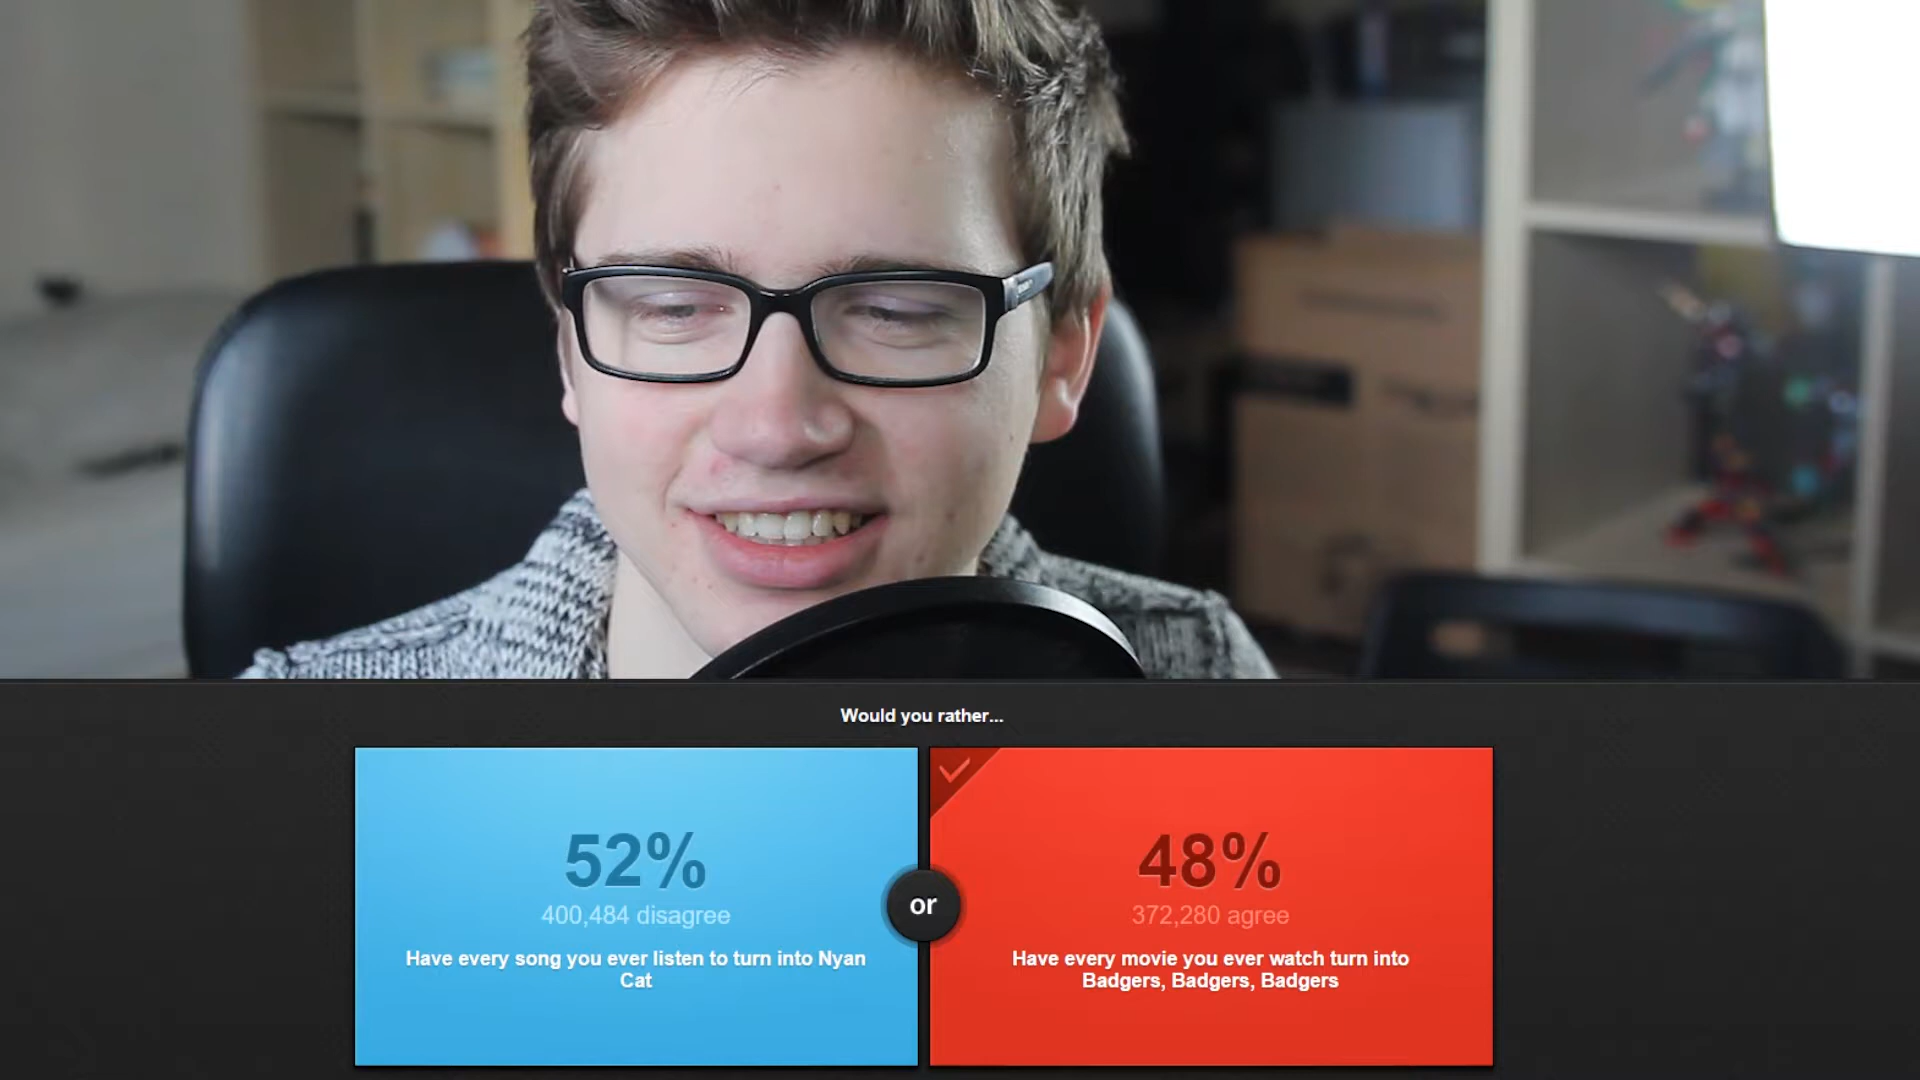 Would you rather...
52%
400,484 disagree
Have every song you ever listen to turn into Nyan
Cat
or
48%
372,280 agree
Have every movie you ever watch turn into
Badgers, Badgers, Badgers